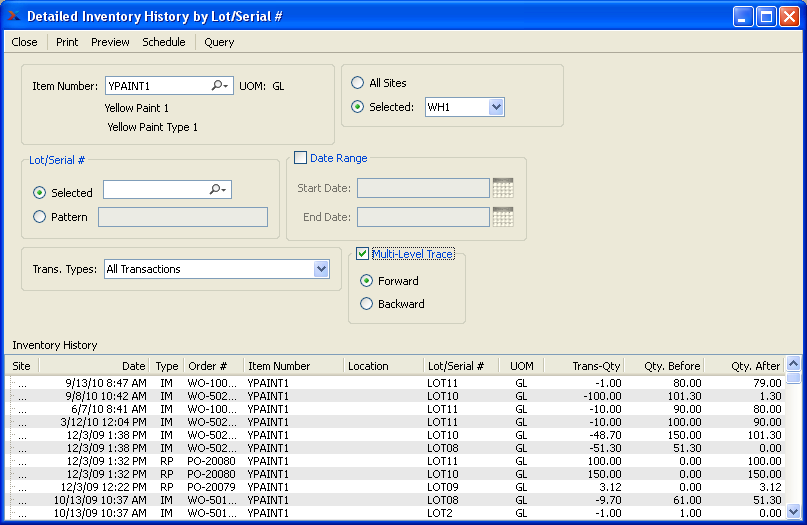 Detailed Inventory History by Lot/Serial #
Close Print Preview Schedule Query
Item Number: YPAINT1 UOM: GL
Yellow Paint 1
Yellow Paint Type 1
All Sites
Selected: WH1
Lot/Serial #
Selected
Pattern
Date Range
Start Date:
End Date:
Trans. Types: All Transactions
Multi-Level Trace
Forward
Backward
Inventory History
Site Date Type Order # Item Number Location Lot/Serial # UOM Trans-Qty Qty. Before Qty. After
... 9/13/10 8:47 AM IM WO-100... YPAINT1 LOT11 GL -1.00 80.00 79.00
... 9/8/10 10:42 AM IM WO-502... YPAINT1 LOT10 GL -100.00 101.30 1.30
... 6/7/10 8:41 AM IM WO-100... YPAINT1 LOT11 GL -10.00 90.00 80.00
... 3/12/10 12:04 PM IM WO-502... YPAINT1 LOT11 GL -10.00 100.00 90.00
... 12/3/09 1:38 PM IM WO-502... YPAINT1 LOT10 GL -48.70 150.00 101.30
... 12/3/09 1:38 PM IM WO-502... YPAINT1 LOT08 GL -51.30 51.30 0.00
... 12/3/09 1:32 PM RP PO-20080 YPAINT1 LOT11 GL 100.00 0.00 100.00
... 12/3/09 1:32 PM RP PO-20080 YPAINT1 LOT10 GL 150.00 0.00 150.00
... 12/3/09 12:22 PM RP PO-20079 YPAINT1 LOT09 GL 3.12 0.00 3.12
... 10/13/09 10:37 AM IM WO-501... YPAINT1 LOT08 GL -9.70 61.00 51.30
... 10/13/09 10:37 AM IM WO-501... YPAINT1 LOT2 GL -1.00 1.00 0.00